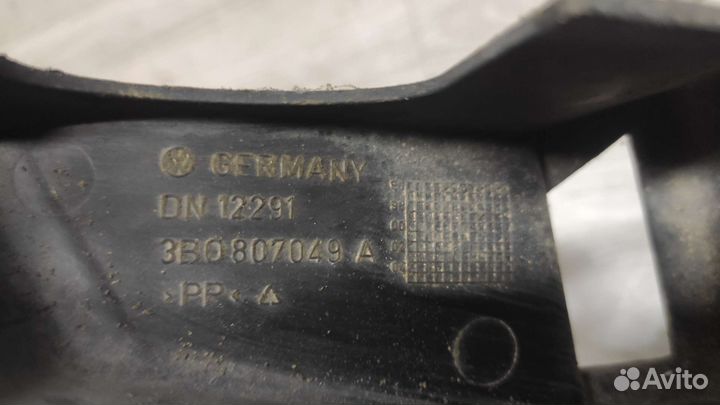 GERMANY
DN 12291
3B0 807049 A
>PP<
Avito